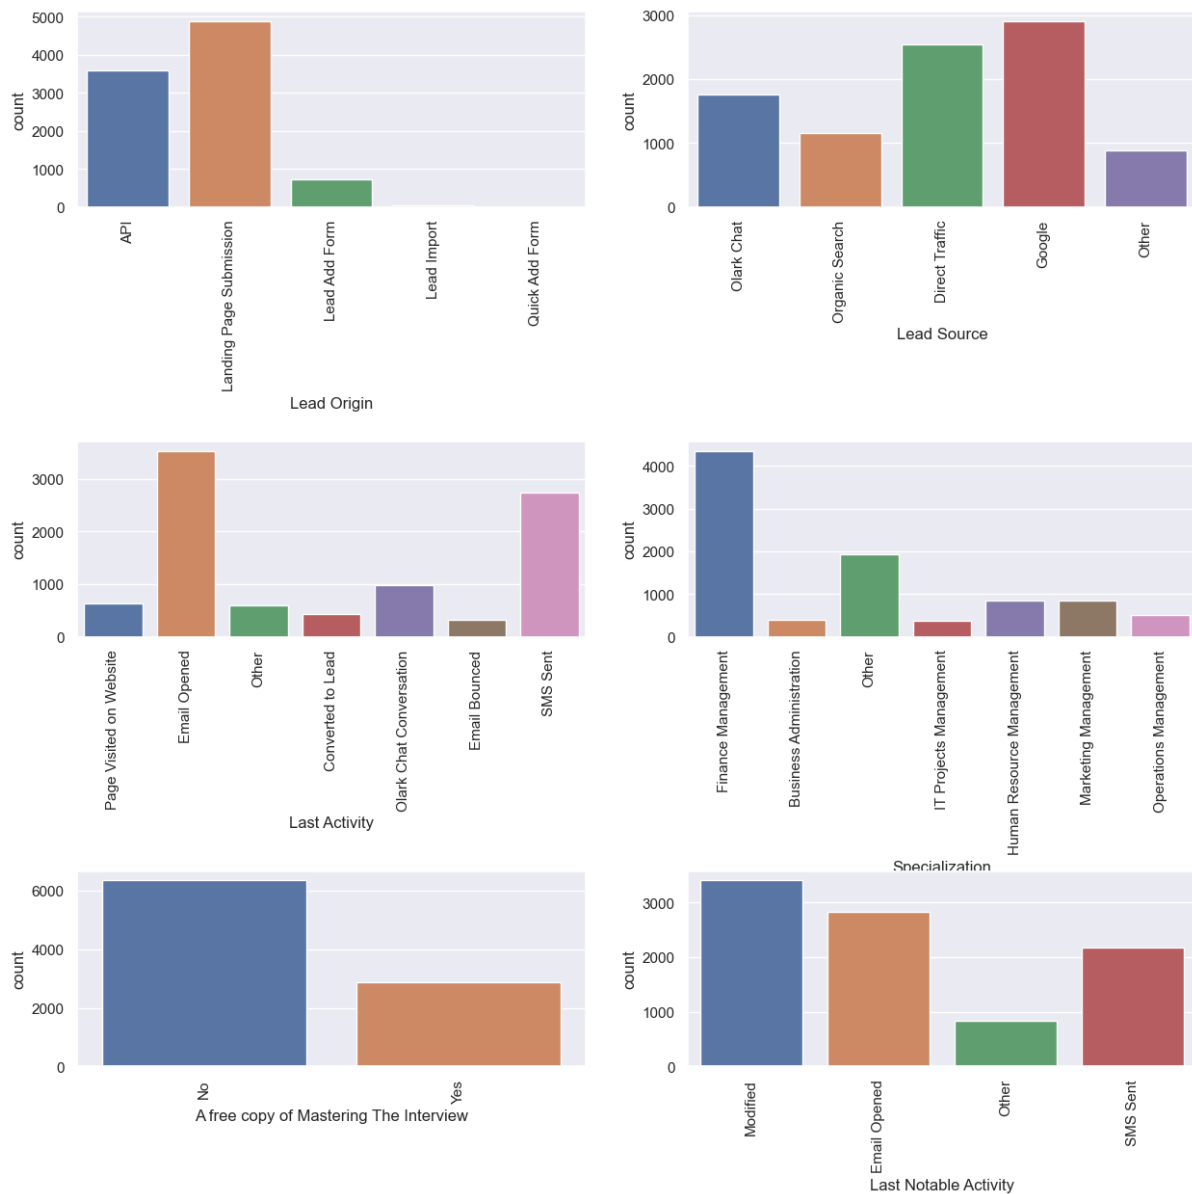 5000
4000
3000
2000
1000
0
count
API
Landing Page Submission
Lead Add Form
Lead Import
Quick Add Form
Lead Origin
3000
2000
1000
0
count
Olark Chat
Organic Search
Direct Traffic
Google
Other
Lead Source
3000
2000
1000
0
count
Page Visited on Website
Email Opened
Other
Converted to Lead
Olark Chat Conversation
Email Bounced
SMS Sent
Last Activity
4000
3000
2000
1000
0
count
Finance Management
Business Administration
Other
IT Projects Management
Human Resource Management
Marketing Management
Operations Management
Specialization
6000
4000
2000
0
count
No
Yes
A free copy of Mastering The Interview
3000
2000
1000
0
count
Modified
Email Opened
Other
SMS Sent
Last Notable Activity